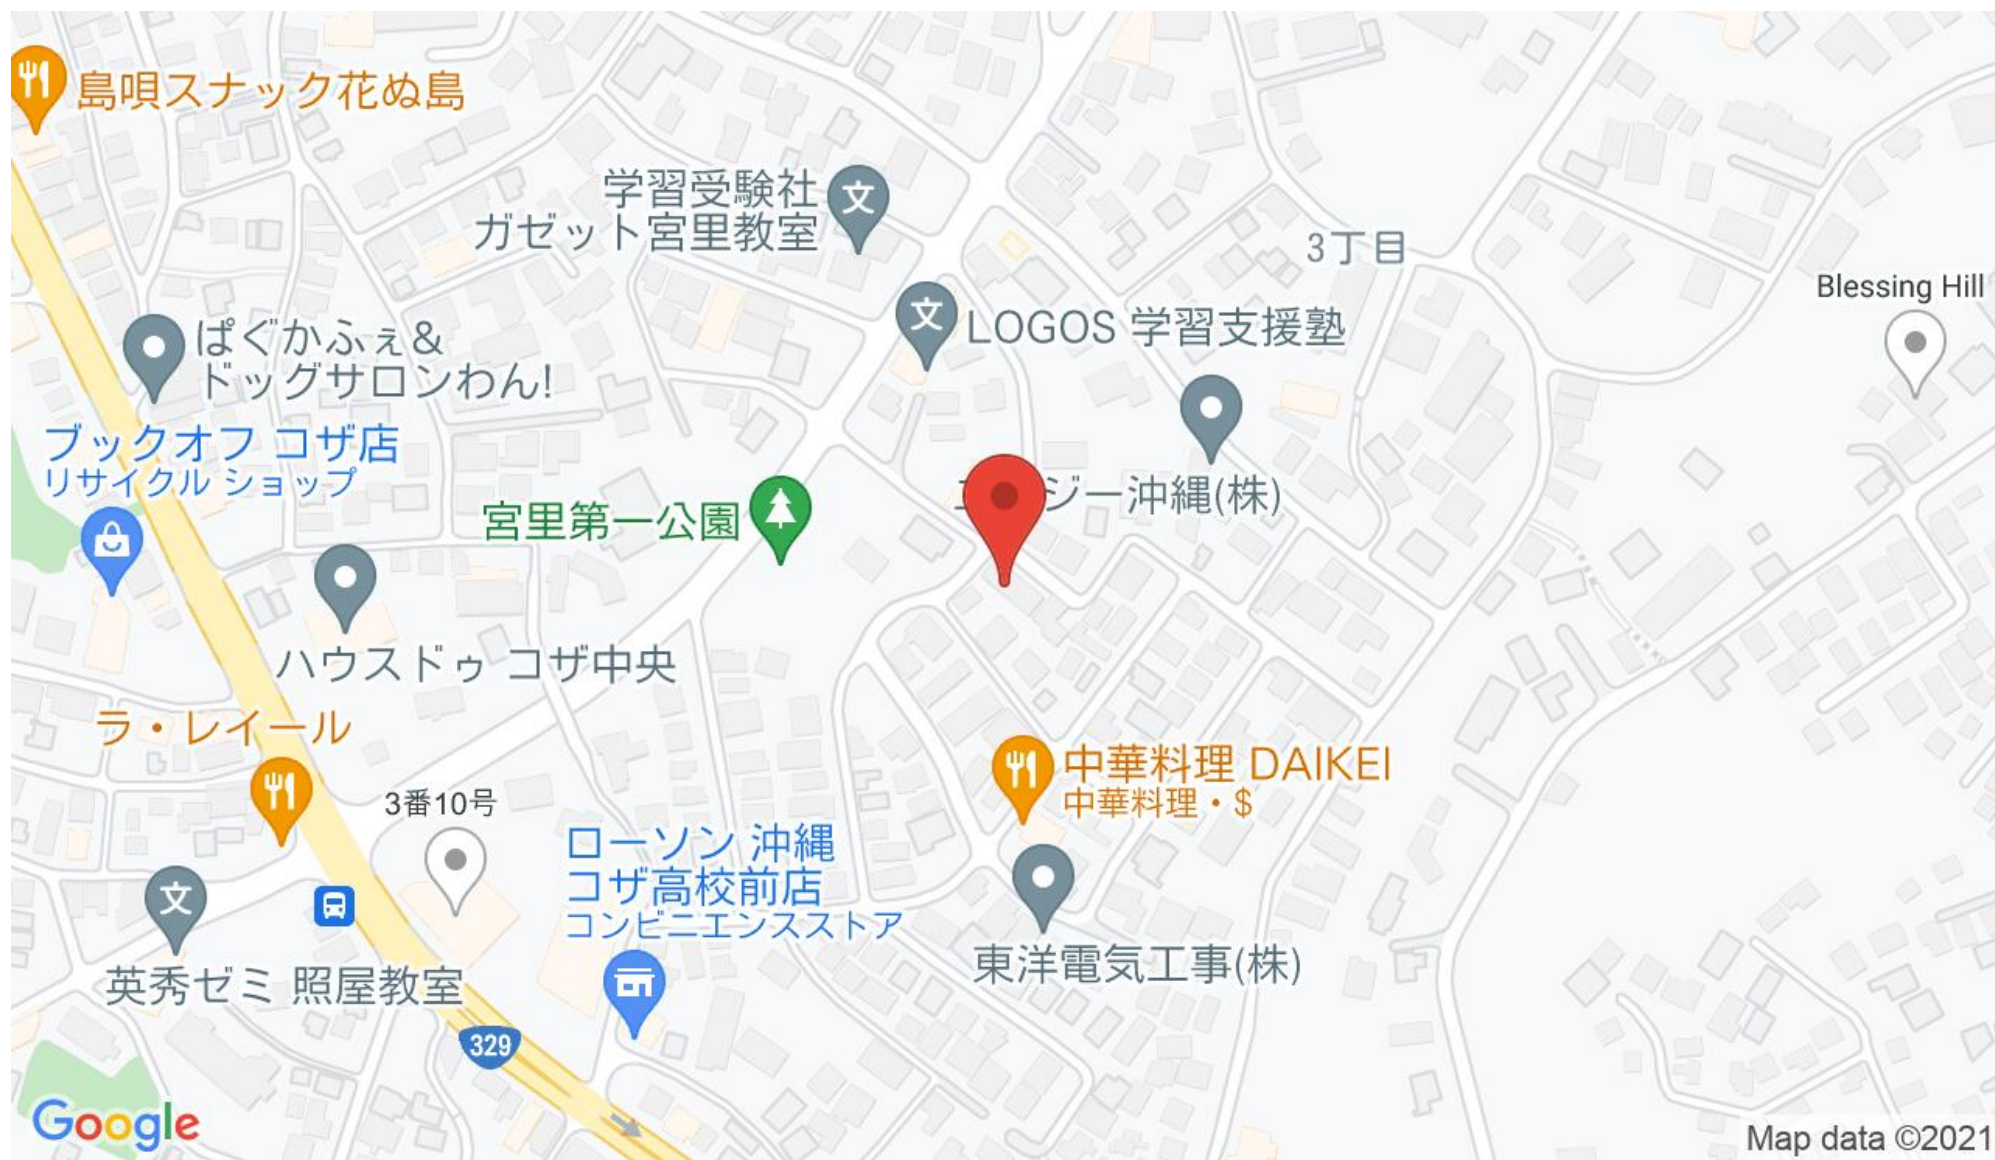 島唄スナック花ぬ島
学習受験社
ガゼット宮里教室
3丁目
Blessing Hill
LOGOS 学習支援塾
ぱぐかふぇ&
ドッグサロンわん!
ブックオフ コザ店
リサイクル ショップ
ジー沖縄(株)
宮里第一公園
ハウスドゥ コザ中央
ラ・レイール
中華料理 DAIKEI
中華料理・$
3番10号
ローソン 沖縄
コザ高校前店
コンビニエンスストア
英秀ゼミ 照屋教室
東洋電気工事(株)
329
Google
Map data ©2021
文
文
文